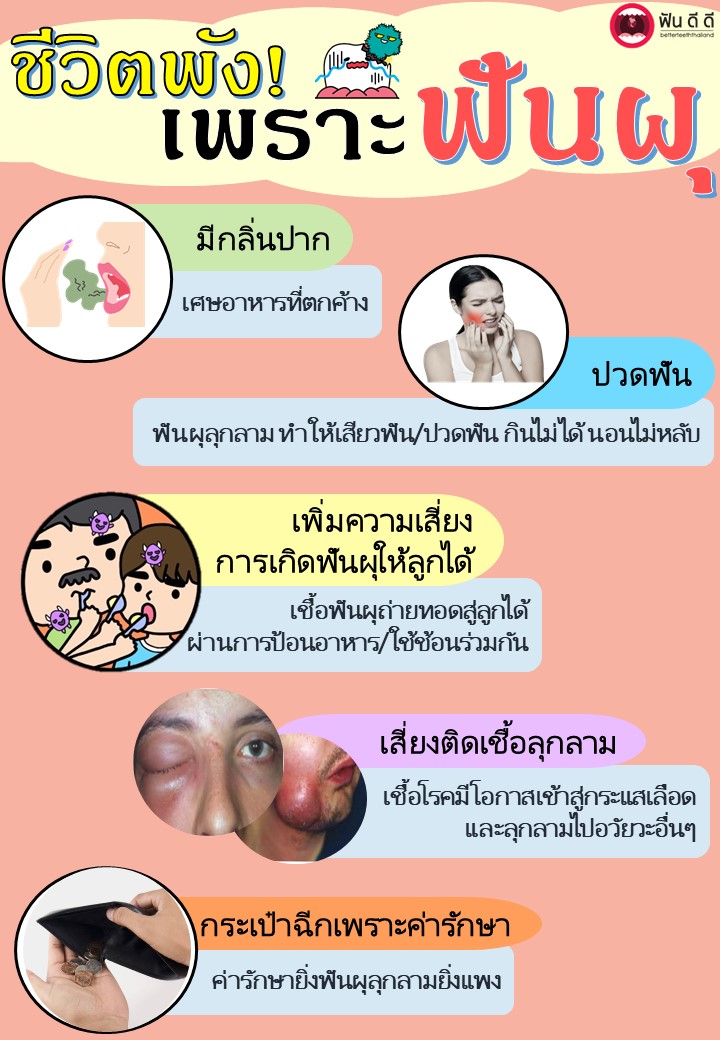 ฟันดีดี
betterteeththailand
ชีวิตพัง!
เพราะฟันผุ
มีกลิ่นปาก
เศษอาหารที่ตกค้าง
ปวดฟัน
ฟันผุลุกลาม ทำให้เสียวฟัน/ปวดฟัน กินไม่ได้ นอนไม่หลับ
เพิ่มความเสี่ยง
การเกิดฟันผุให้ลูกได้
เชื้อฟันผุถ่ายทอดสู่ลูกได้
ผ่านการป้อนอาหาร/ใช้ช้อนร่วมกัน
เสี่ยงติดเชื้อลุกลาม
เชื้อโรคมีโอกาสเข้าสู่กระแสเลือด
และลุกลามไปอวัยวะอื่นๆ
กระเป๋าฉีกเพราะค่ารักษา
ค่ารักษายิ่งฟันผุลุกลามยิ่งแพง